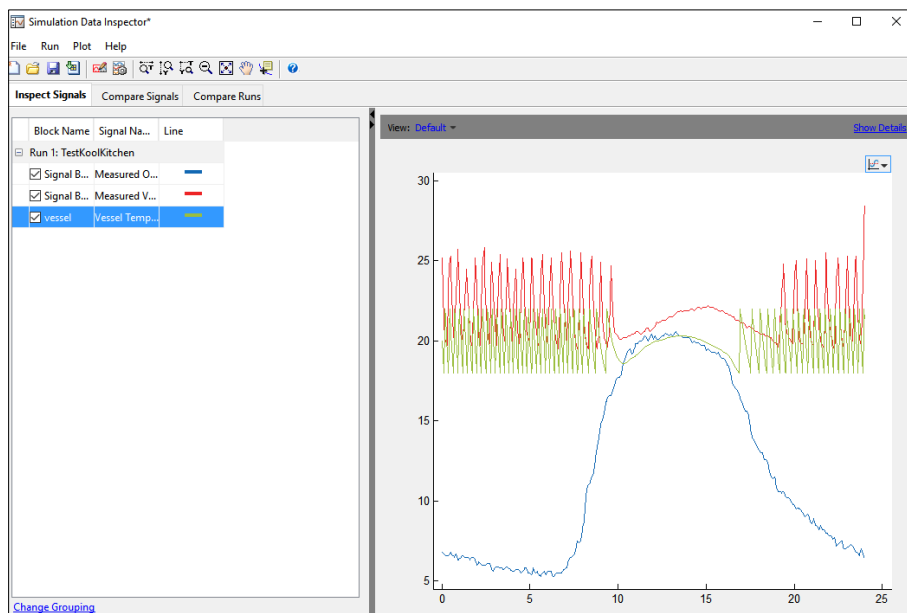 Simulation Data Inspector*
File Run Plot Help
Inspect Signals Compare Signals Compare Runs
Block Name Signal Na... Line
View: Default
Show Details
Run 1: TestKoolKitchen
Signal B... Measured O...
Signal B... Measured V...
vessel Vessel Temp...
30
25
20
15
10
5
0 5 10 15 20 25
Change Grouping